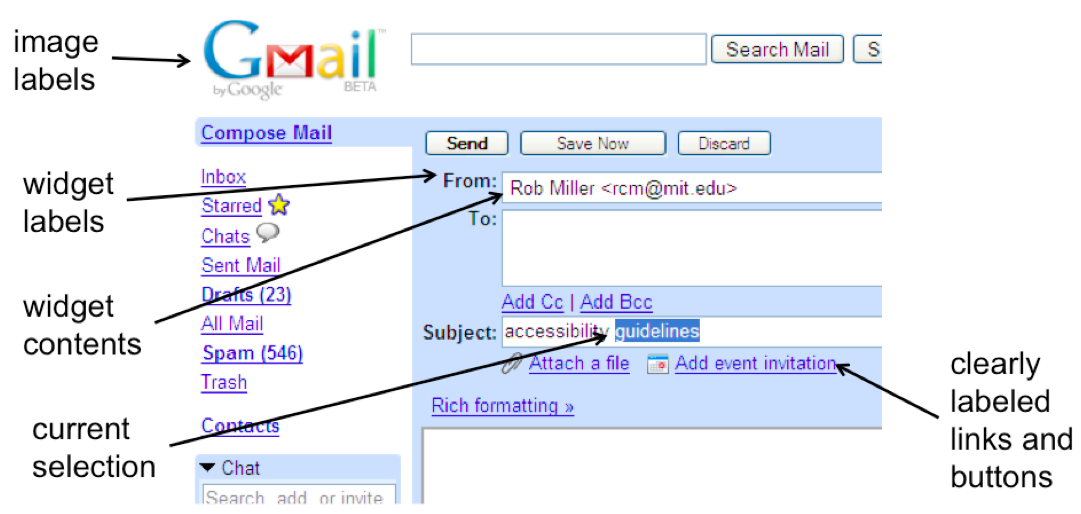 image
labels
Gmail™
by Google BETA
Search Mail S
Compose Mail
Send Save Now Discard
widget
labels
Inbox
Starred
Chats
Sent Mail
Drafts (23)
All Mail
Spam (546)
Trash
Contacts
From: Rob Miller <rcm@mit.edu>
To:
Add Cc | Add Bcc
widget
contents
Subject: accessibility guidelines
Attach a file Add event invitation
Rich formatting »
clearly
labeled
links and
buttons
current
selection
▼ Chat
Search, add, or invite